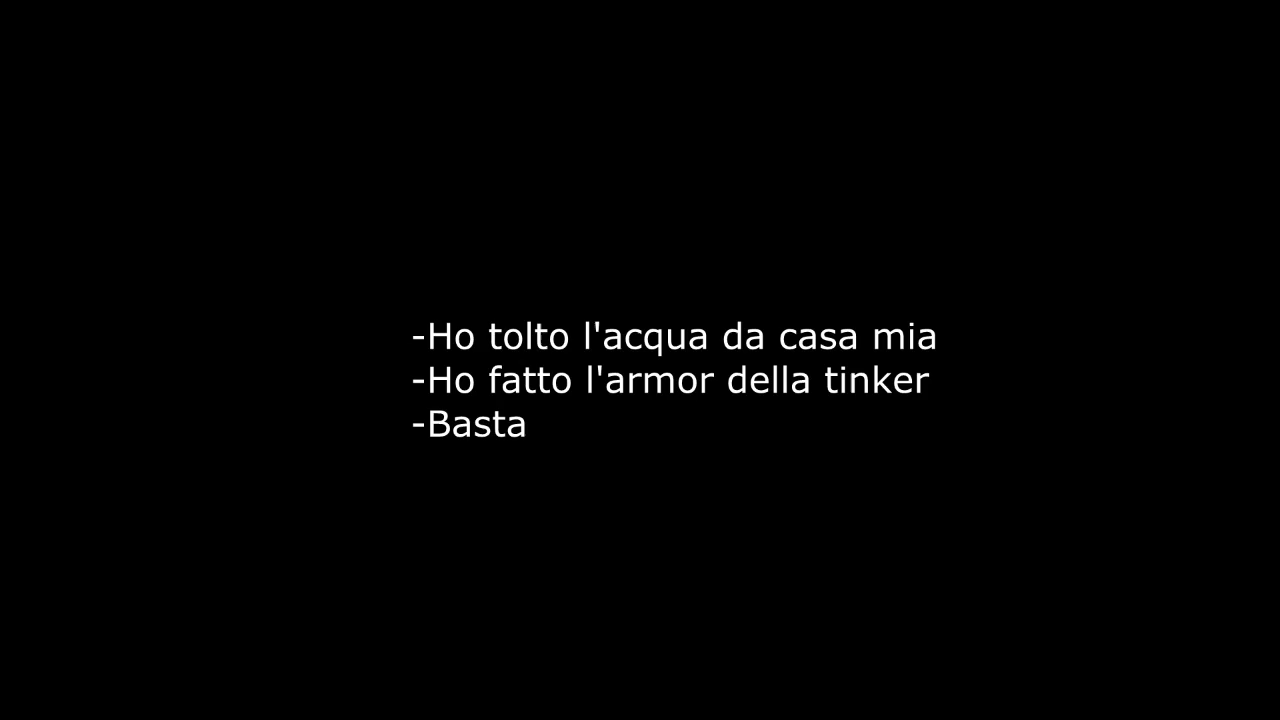 -Ho tolto l'acqua da casa mia
-Ho fatto l'armor della tinker
-Basta